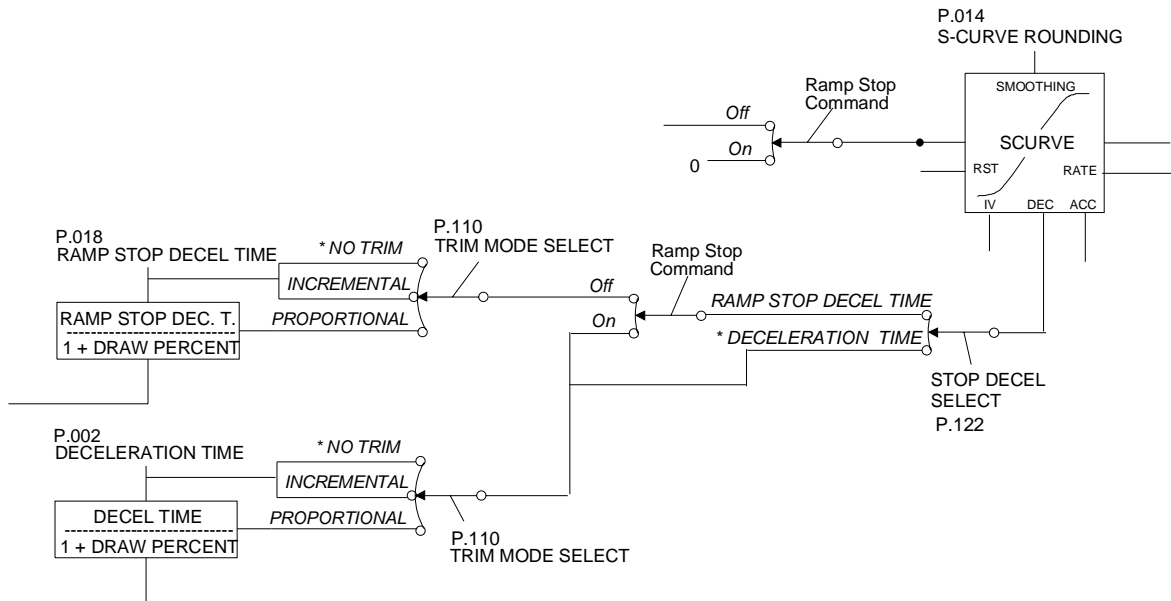 P.014
S-CURVE ROUNDING
SMOOTHING
SCURVE
RST
RATE
IV
DEC
ACC
Ramp Stop
Command
Off
On
0
P.018
RAMP STOP DECEL TIME
* NO TRIM
INCREMENTAL
PROPORTIONAL
RAMP STOP DEC. T.
1 + DRAW PERCENT
P.110
TRIM MODE SELECT
Ramp Stop
Command
Off
On
RAMP STOP DECEL TIME
* DECELERATION TIME
STOP DECEL
SELECT
P.122
P.002
DECELERATION TIME
* NO TRIM
INCREMENTAL
PROPORTIONAL
DECEL TIME
1 + DRAW PERCENT
P.110
TRIM MODE SELECT